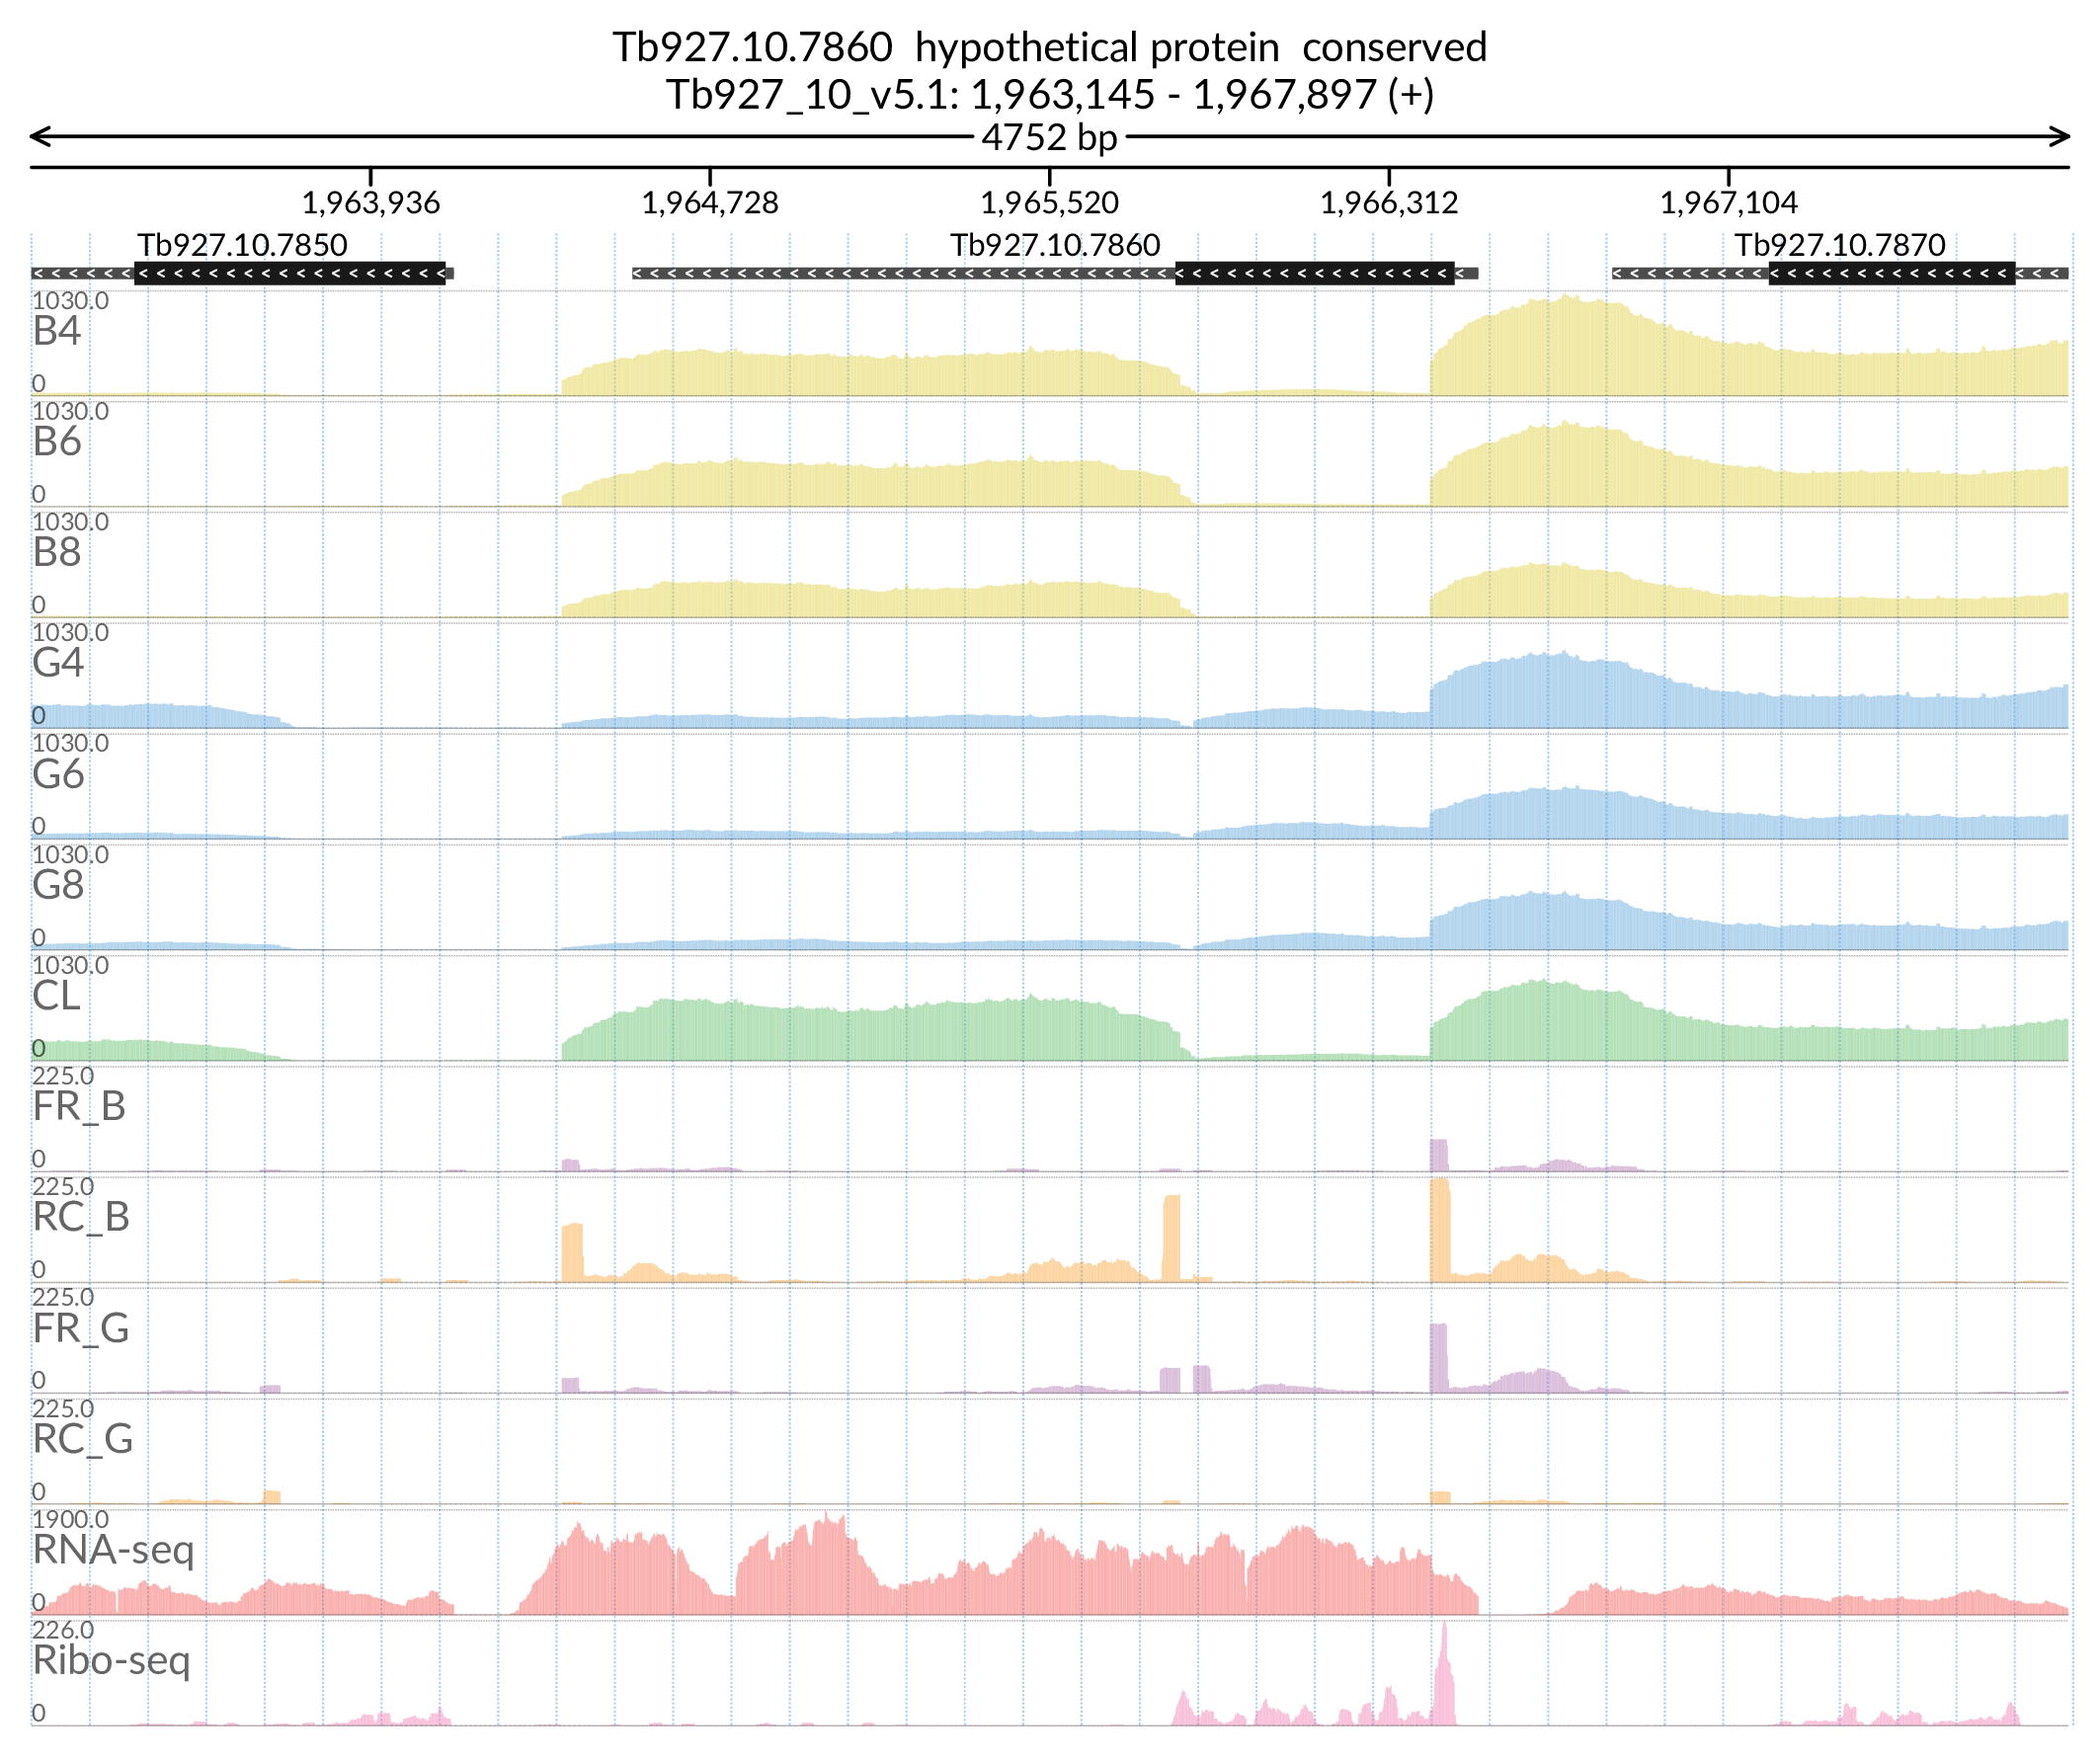 Tb927.10.7860  hypothetical protein  conserved
Tb927_10_v5.1: 1,963,145 - 1,967,897 (+)
4752 bp
1,963,936 1,964,728 1,965,520 1,966,312 1,967,104
Tb927.10.7850 Tb927.10.7860 Tb927.10.7870
1030.0
B4
0
1030.0
B6
0
1030.0
B8
0
1030.0
G4
0
1030.0
G6
0
1030.0
G8
0
1030.0
CL
0
225.0
FR_B
0
225.0
RC_B
0
225.0
FR_G
0
225.0
RC_G
0
1900.0
RNA-seq
0
226.0
Ribo-seq
0